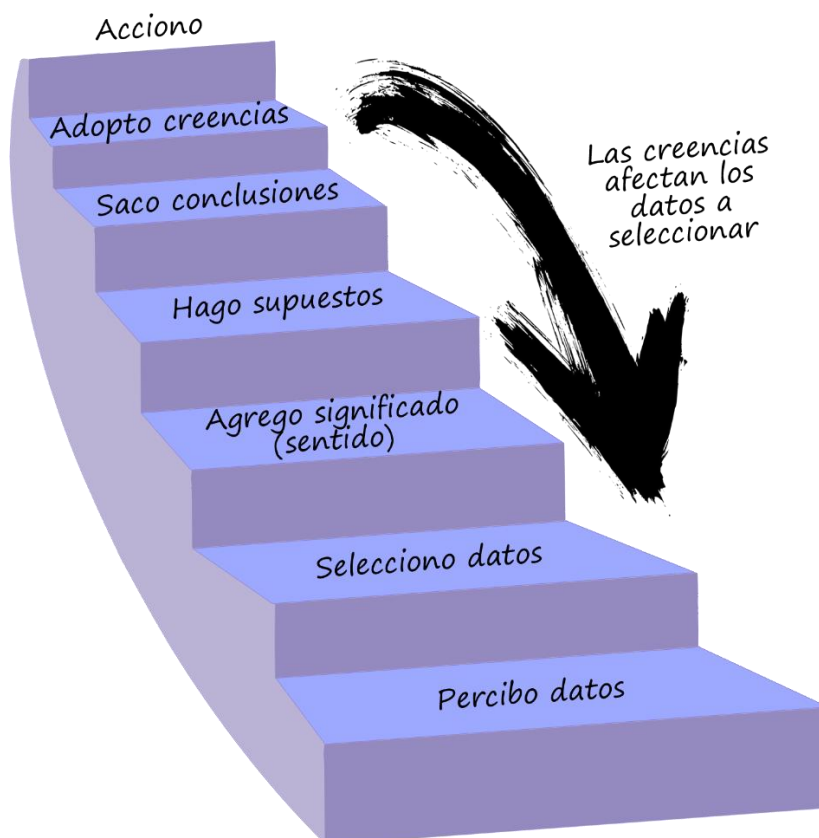 Acciono
Adopto creencias
Saco conclusiones
Hago supuestos
Agrego significado
(sentido)
Selecciono datos
Percibo datos
Las creencias
afectan los
datos a
seleccionar